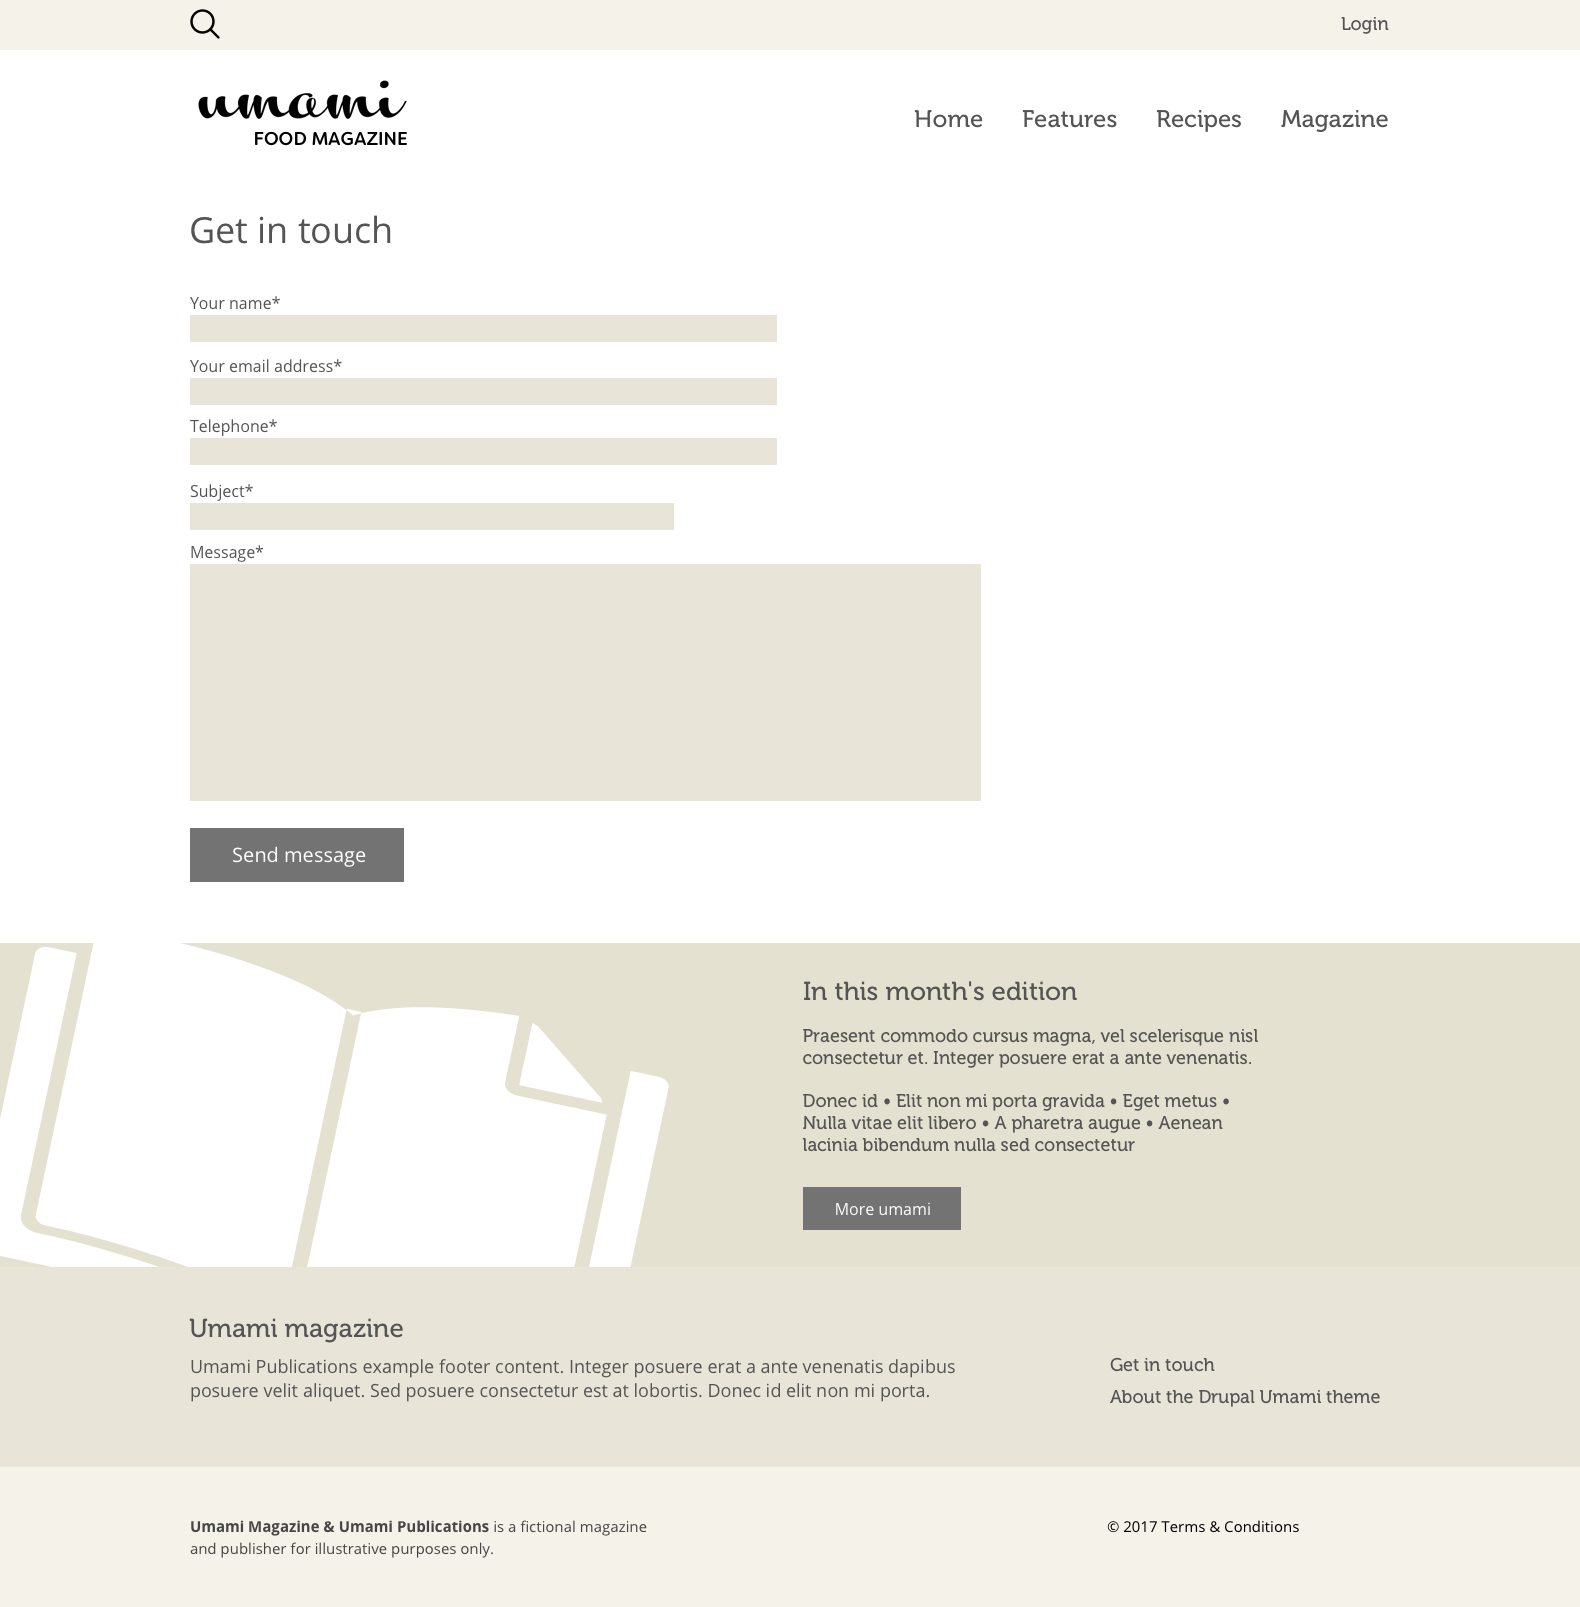 Login
umami
FOOD MAGAZINE
Home Features Recipes Magazine
Get in touch
Your name*
Your email address*
Telephone*
Subject*
Message*
Send message
In this month's edition
Praesent commodo cursus magna, vel scelerisque nisl
consectetur et. Integer posuere erat a ante venenatis.
Donec id • Elit non mi porta gravida • Eget metus •
Nulla vitae elit libero • A pharetra augue • Aenean
lacinia bibendum nulla sed consectetur
More umami
Umami magazine
Umami Publications example footer content. Integer posuere erat a ante venenatis dapibus
posuere velit aliquet. Sed posuere consectetur est at lobortis. Donec id elit non mi porta.
Get in touch
About the Drupal Umami theme
Umami Magazine & Umami Publications is a fictional magazine
and publisher for illustrative purposes only.
© 2017 Terms & Conditions